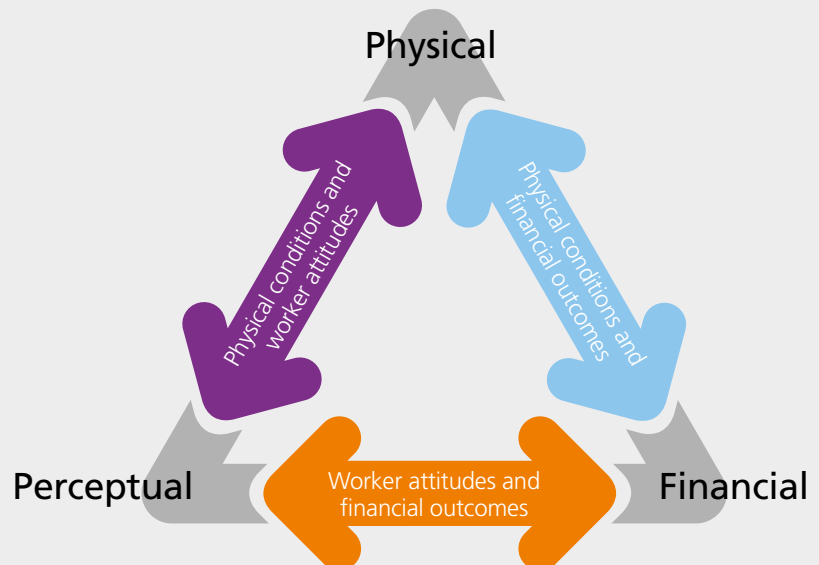 Physical
Physical conditions and
worker attitudes
Physical conditions and
financial outcomes
Perceptual
Worker attitudes and
financial outcomes
Financial